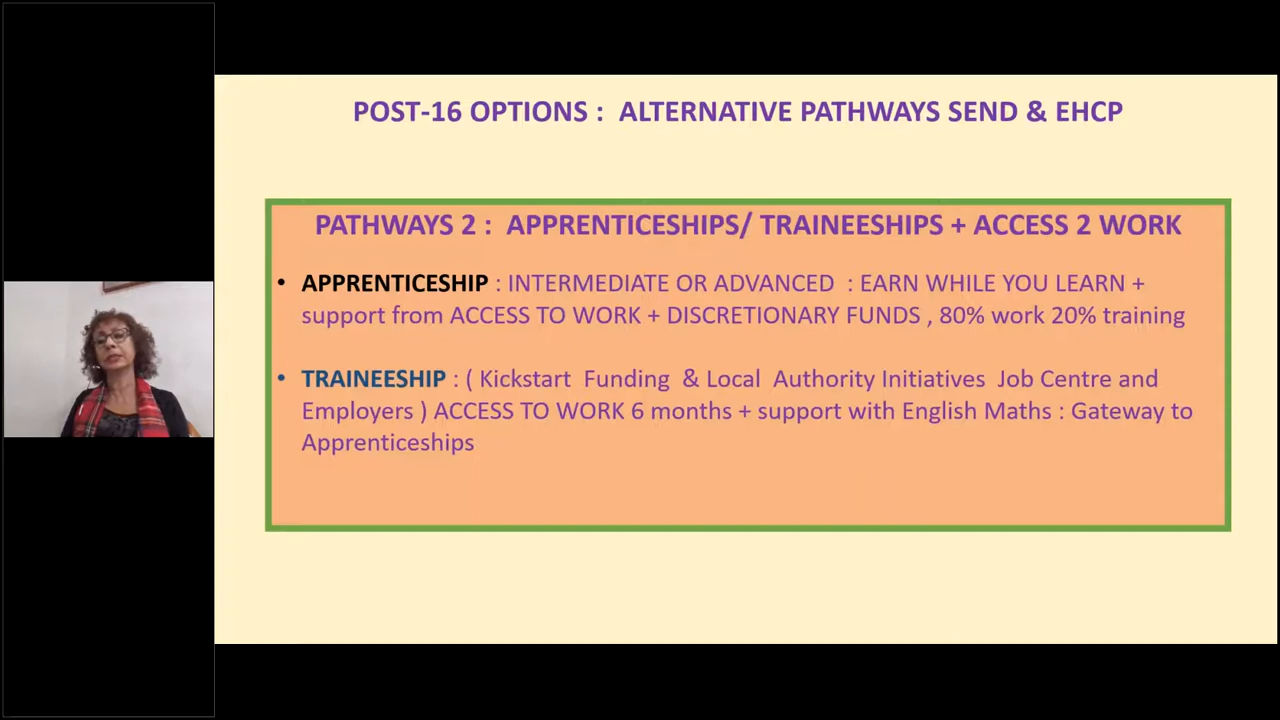 POST-16 OPTIONS : ALTERNATIVE PATHWAYS SEND & EHCP
PATHWAYS 2 : APPRENTICESHIPS/ TRAINEESHIPS + ACCESS 2 WORK
• APPRENTICESHIP : INTERMEDIATE OR ADVANCED : EARN WHILE YOU LEARN +
support from ACCESS TO WORK + DISCRETIONARY FUNDS , 80% work 20% training
• TRAINEESHIP : ( Kickstart Funding & Local Authority Initiatives Job Centre and
Employers ) ACCESS TO WORK 6 months + support with English Maths : Gateway to
Apprenticeships